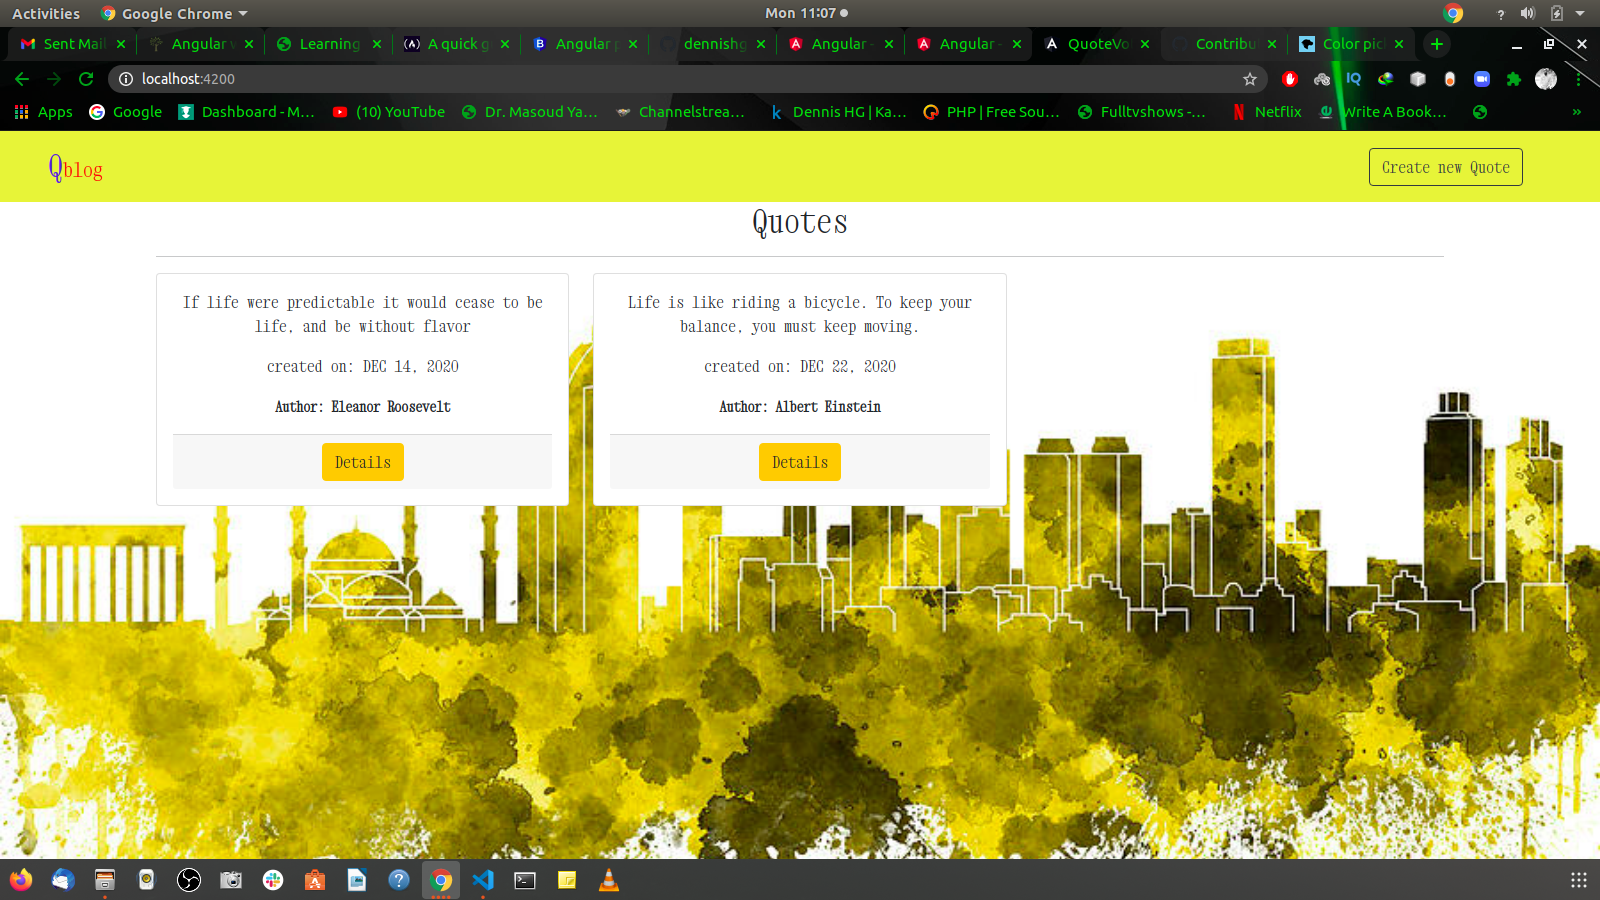 Activities
Google Chrome
Mon 11:07
Sent Mail
Angular
Learning
A quick g
Angular
dennishg
Angular
Angular
QuoteVo
Contribu
Color pic
localhost:4200
IQ
Apps
Google
Dashboard - M...
(10) YouTube
Dr. Masoud Ya...
Channelstrea...
Dennis HG | Ka...
PHP | Free Sou...
Fulltvshows -...
Netflix
Write A Book...
»
Qblog
Create new Quote
Quotes
If life were predictable it would cease to be
life, and be without flavor
created on: DEC 14, 2020
Author: Eleanor Roosevelt
Details
Life is like riding a bicycle. To keep your
balance, you must keep moving.
created on: DEC 22, 2020
Author: Albert Einstein
Details